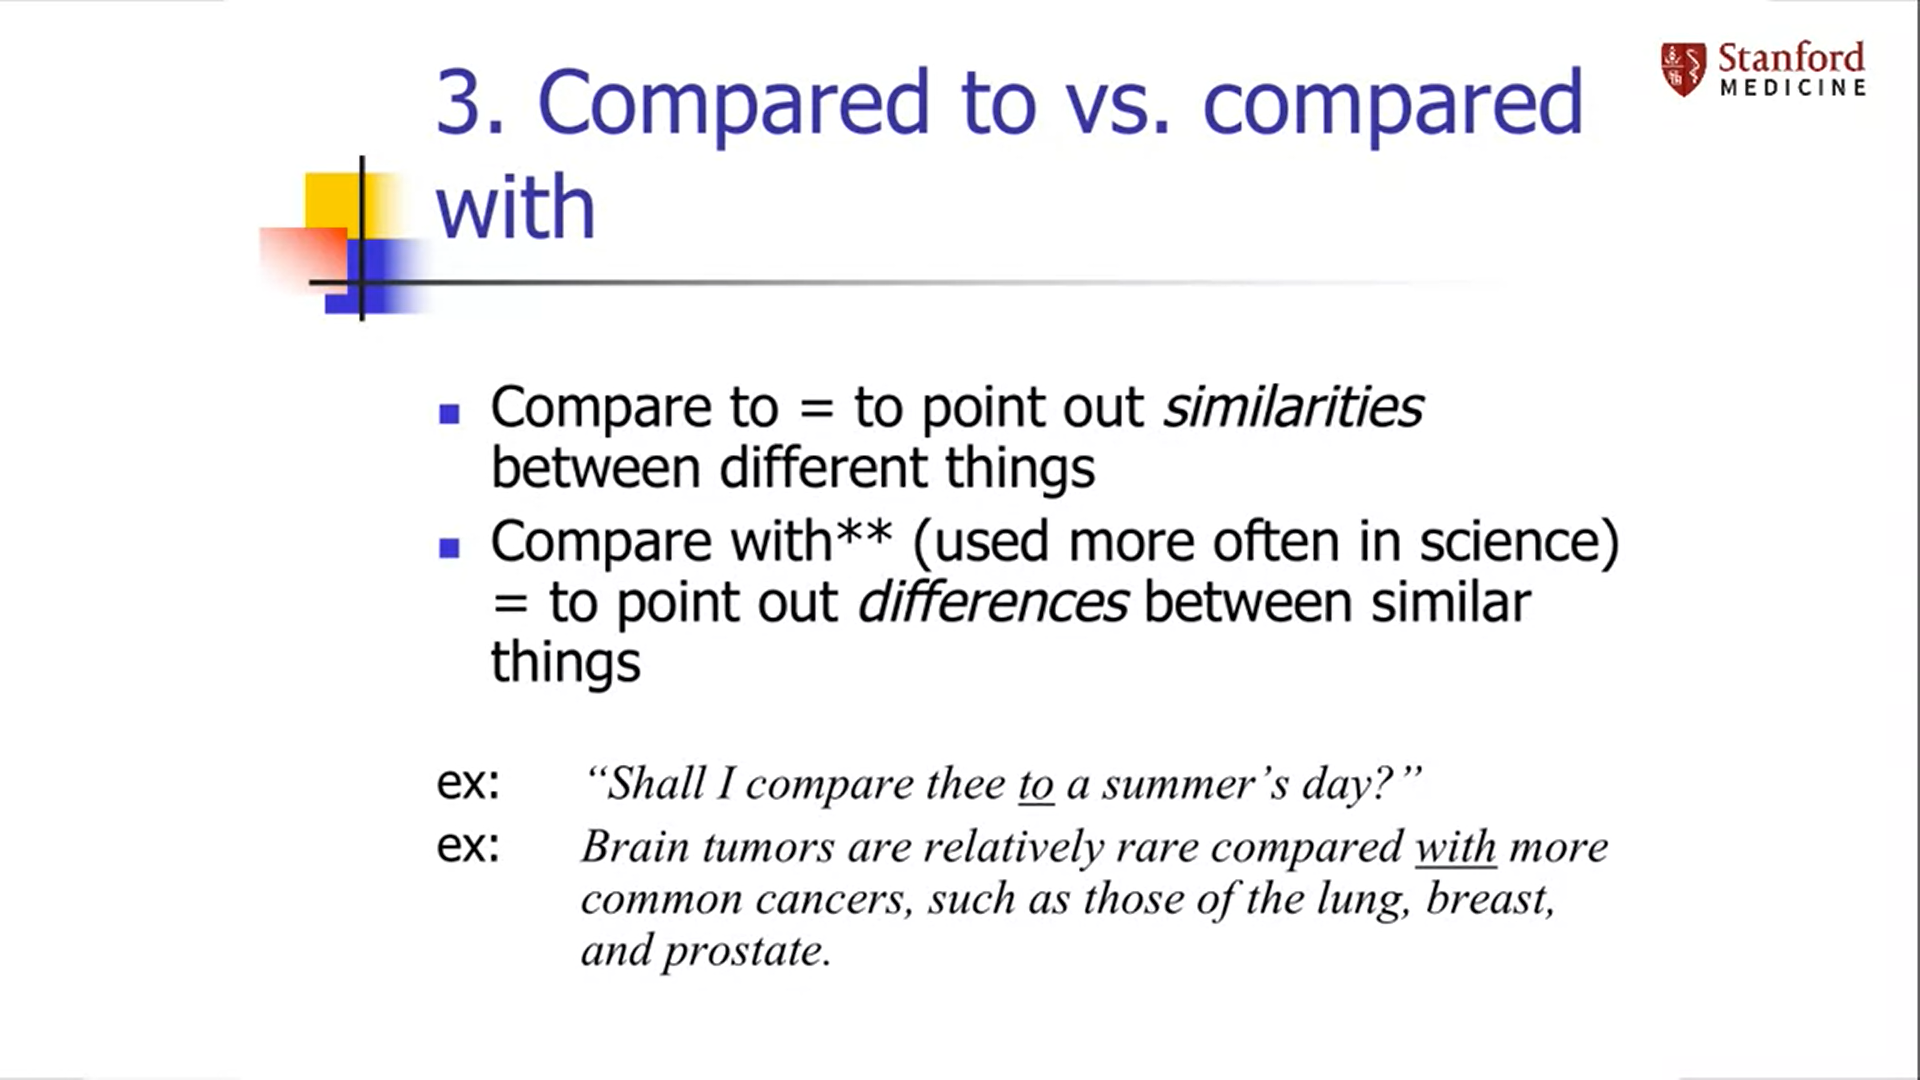 Stanford
MEDICINE
3. Compared to vs. compared
with
Compare to = to point out similarities
between different things
Compare with** (used more often in science)
= to point out differences between similar
things
ex: “Shall I compare thee to a summer’s day?”
ex: Brain tumors are relatively rare compared with more
common cancers, such as those of the lung, breast,
and prostate.